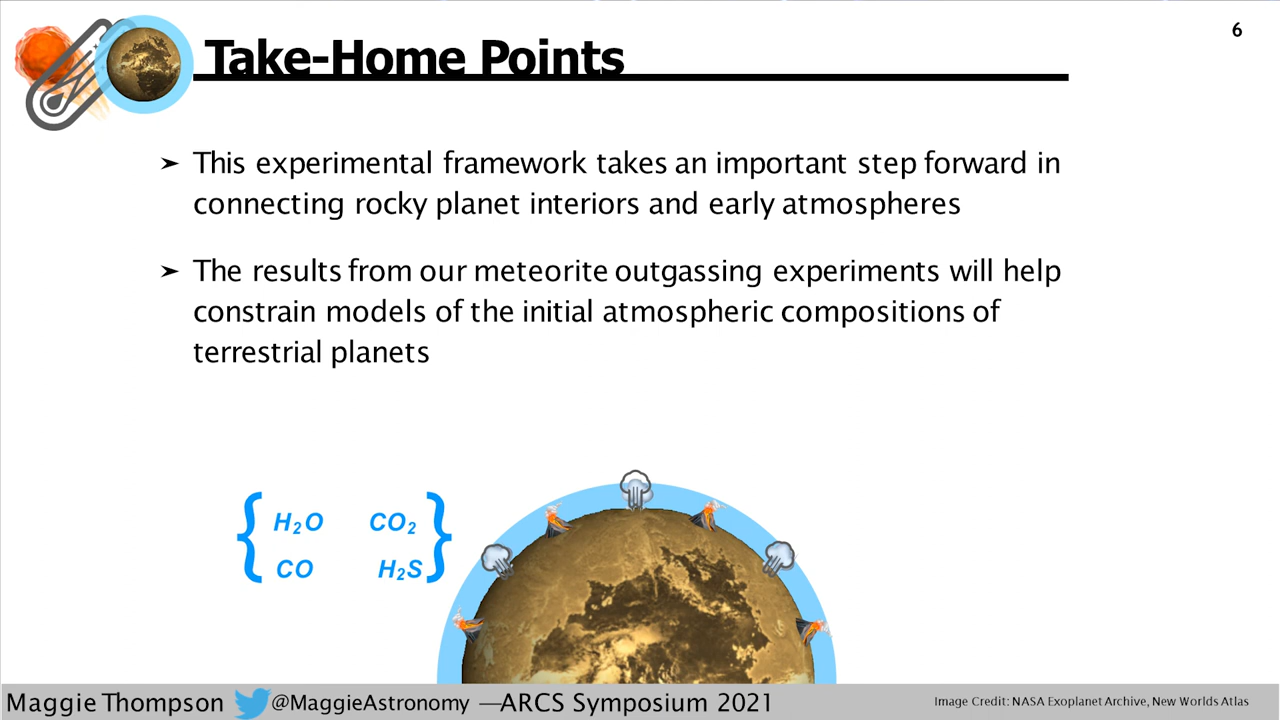 6
Take-Home Points
➢ This experimental framework takes an important step forward in
connecting rocky planet interiors and early atmospheres
➢ The results from our meteorite outgassing experiments will help
constrain models of the initial atmospheric compositions of
terrestrial planets
{ H₂O CO₂ }
CO H₂S
Maggie Thompson @MaggieAstronomy —ARCS Symposium 2021
Image Credit: NASA Exoplanet Archive, New Worlds Atlas